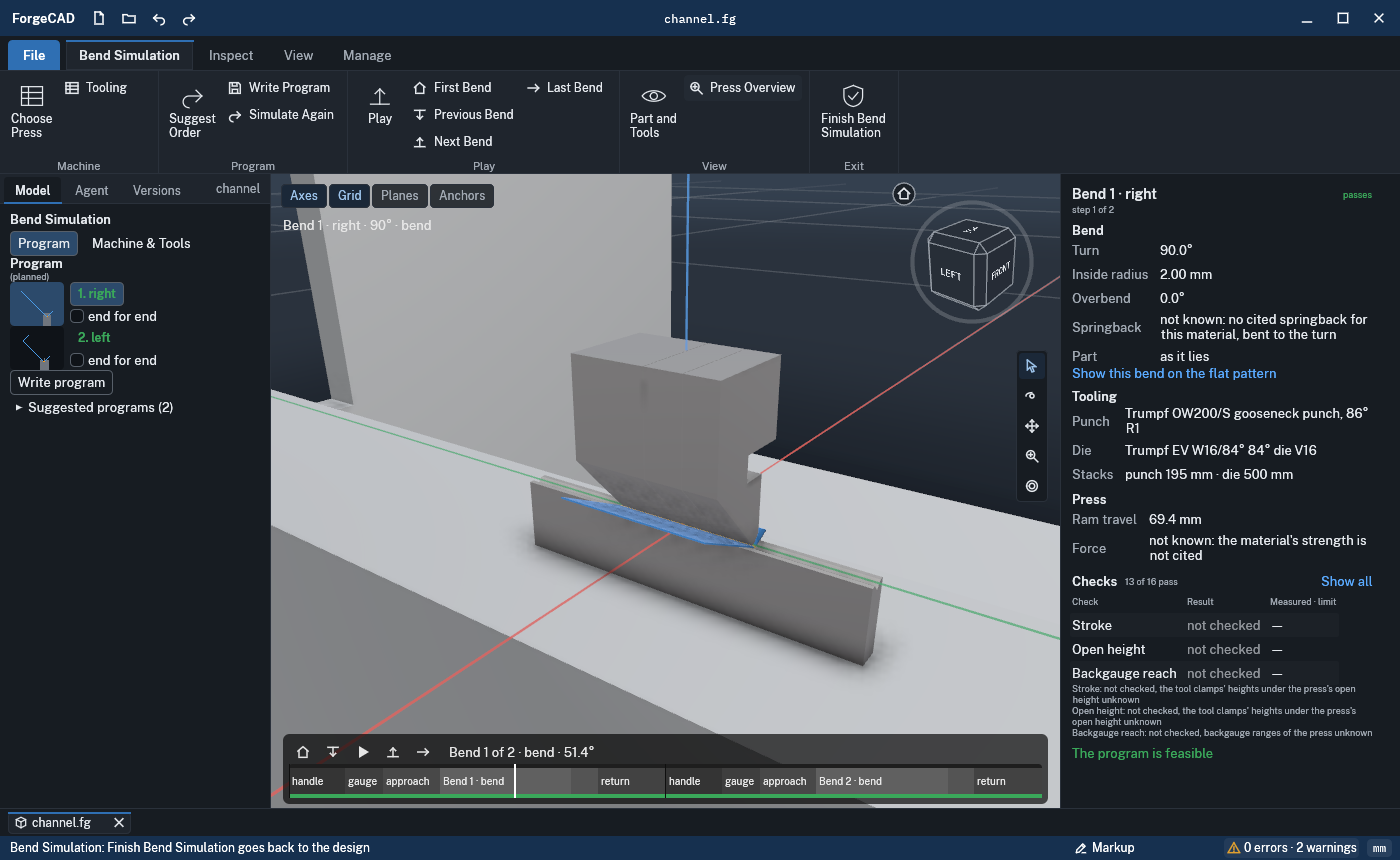 ForgeCAD
channel.fg
File
Bend Simulation
Inspect
View
Manage
Choose Press
Tooling
Machine
Suggest Order
Write Program
Simulate Again
Program
Play
First Bend
Previous Bend
Next Bend
Last Bend
Play
Part and Tools
Press Overview
View
Finish Bend Simulation
Exit
Model
Agent
Versions
channel
Bend Simulation
Program
Machine & Tools
Program
(planned)
1. right
end for end
2. left
end for end
Write program
Suggested programs (2)
Axes
Grid
Planes
Anchors
Bend 1 · right · 90° · bend
LEFT
FRONT
Bend 1 of 2 · bend · 51.4°
handle
gauge
approach
Bend 1 · bend
return
handle
gauge
approach
Bend 2 · bend
return
Bend 1 · right
passes
step 1 of 2
Bend
Turn 90.0°
Inside radius 2.00 mm
Overbend 0.0°
Springback not known: no cited springback for this material, bent to the turn
Part as it lies
Show this bend on the flat pattern
Tooling
Punch Trumpf OW200/S gooseneck punch, 86° R1
Die Trumpf EV W16/84° 84° die V16
Stacks punch 195 mm · die 500 mm
Press
Ram travel 69.4 mm
Force not known: the material's strength is not cited
Checks 13 of 16 pass Show all
Check Result Measured · limit
Stroke not checked —
Open height not checked —
Backgauge reach not checked —
Stroke: not checked, the tool clamps' heights under the press's open height unknown
Open height: not checked, the tool clamps' heights under the press's open height unknown
Backgauge reach: not checked, backgauge ranges of the press unknown
The program is feasible
channel.fg
Bend Simulation: Finish Bend Simulation goes back to the design
Markup
0 errors · 2 warnings
mm